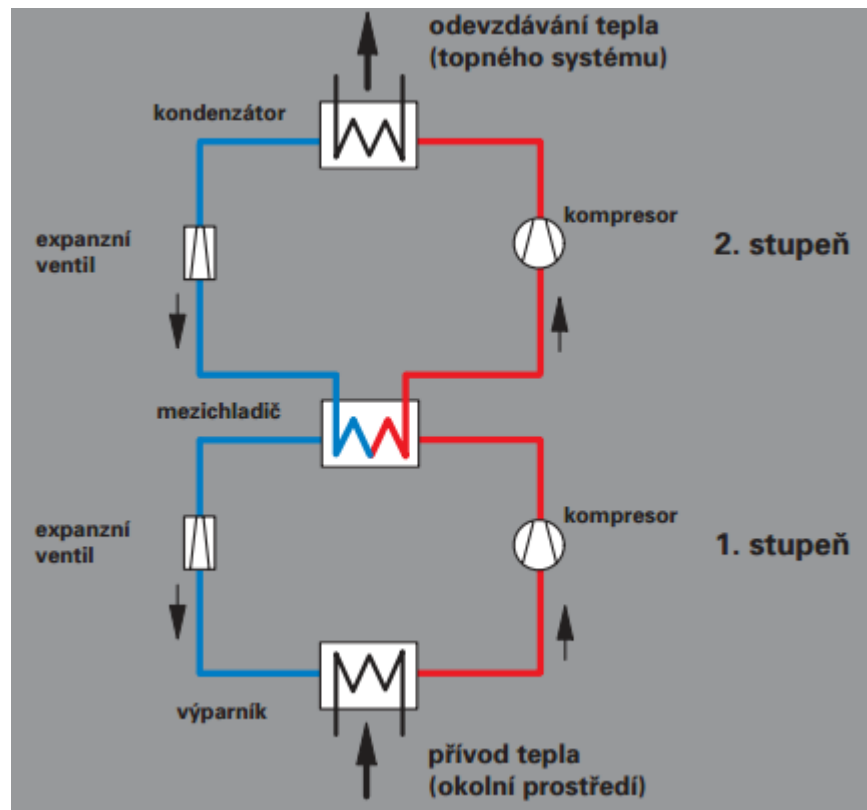 odevzdávání tepla
(topného systému)
kondenzátor
kompresor
expanzní
ventil
2. stupeň
mezichladič
kompresor
expanzní
ventil
1. stupeň
výparník
přívod tepla
(okolní prostředí)